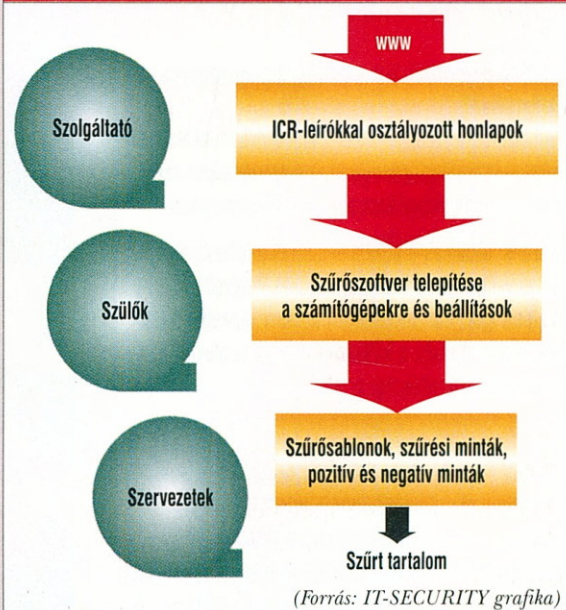 WWW
Szolgáltató
ICR-leírókkal osztályozott honlapok
Szülők
Szűrőszoftver telepítése
a számítógépekre és beállítások
Szervezetek
Szűrősablonok, szűrési minták,
pozitív és negatív minták
Szűrt tartalom
(Forrás: IT-SECURITY grafika)